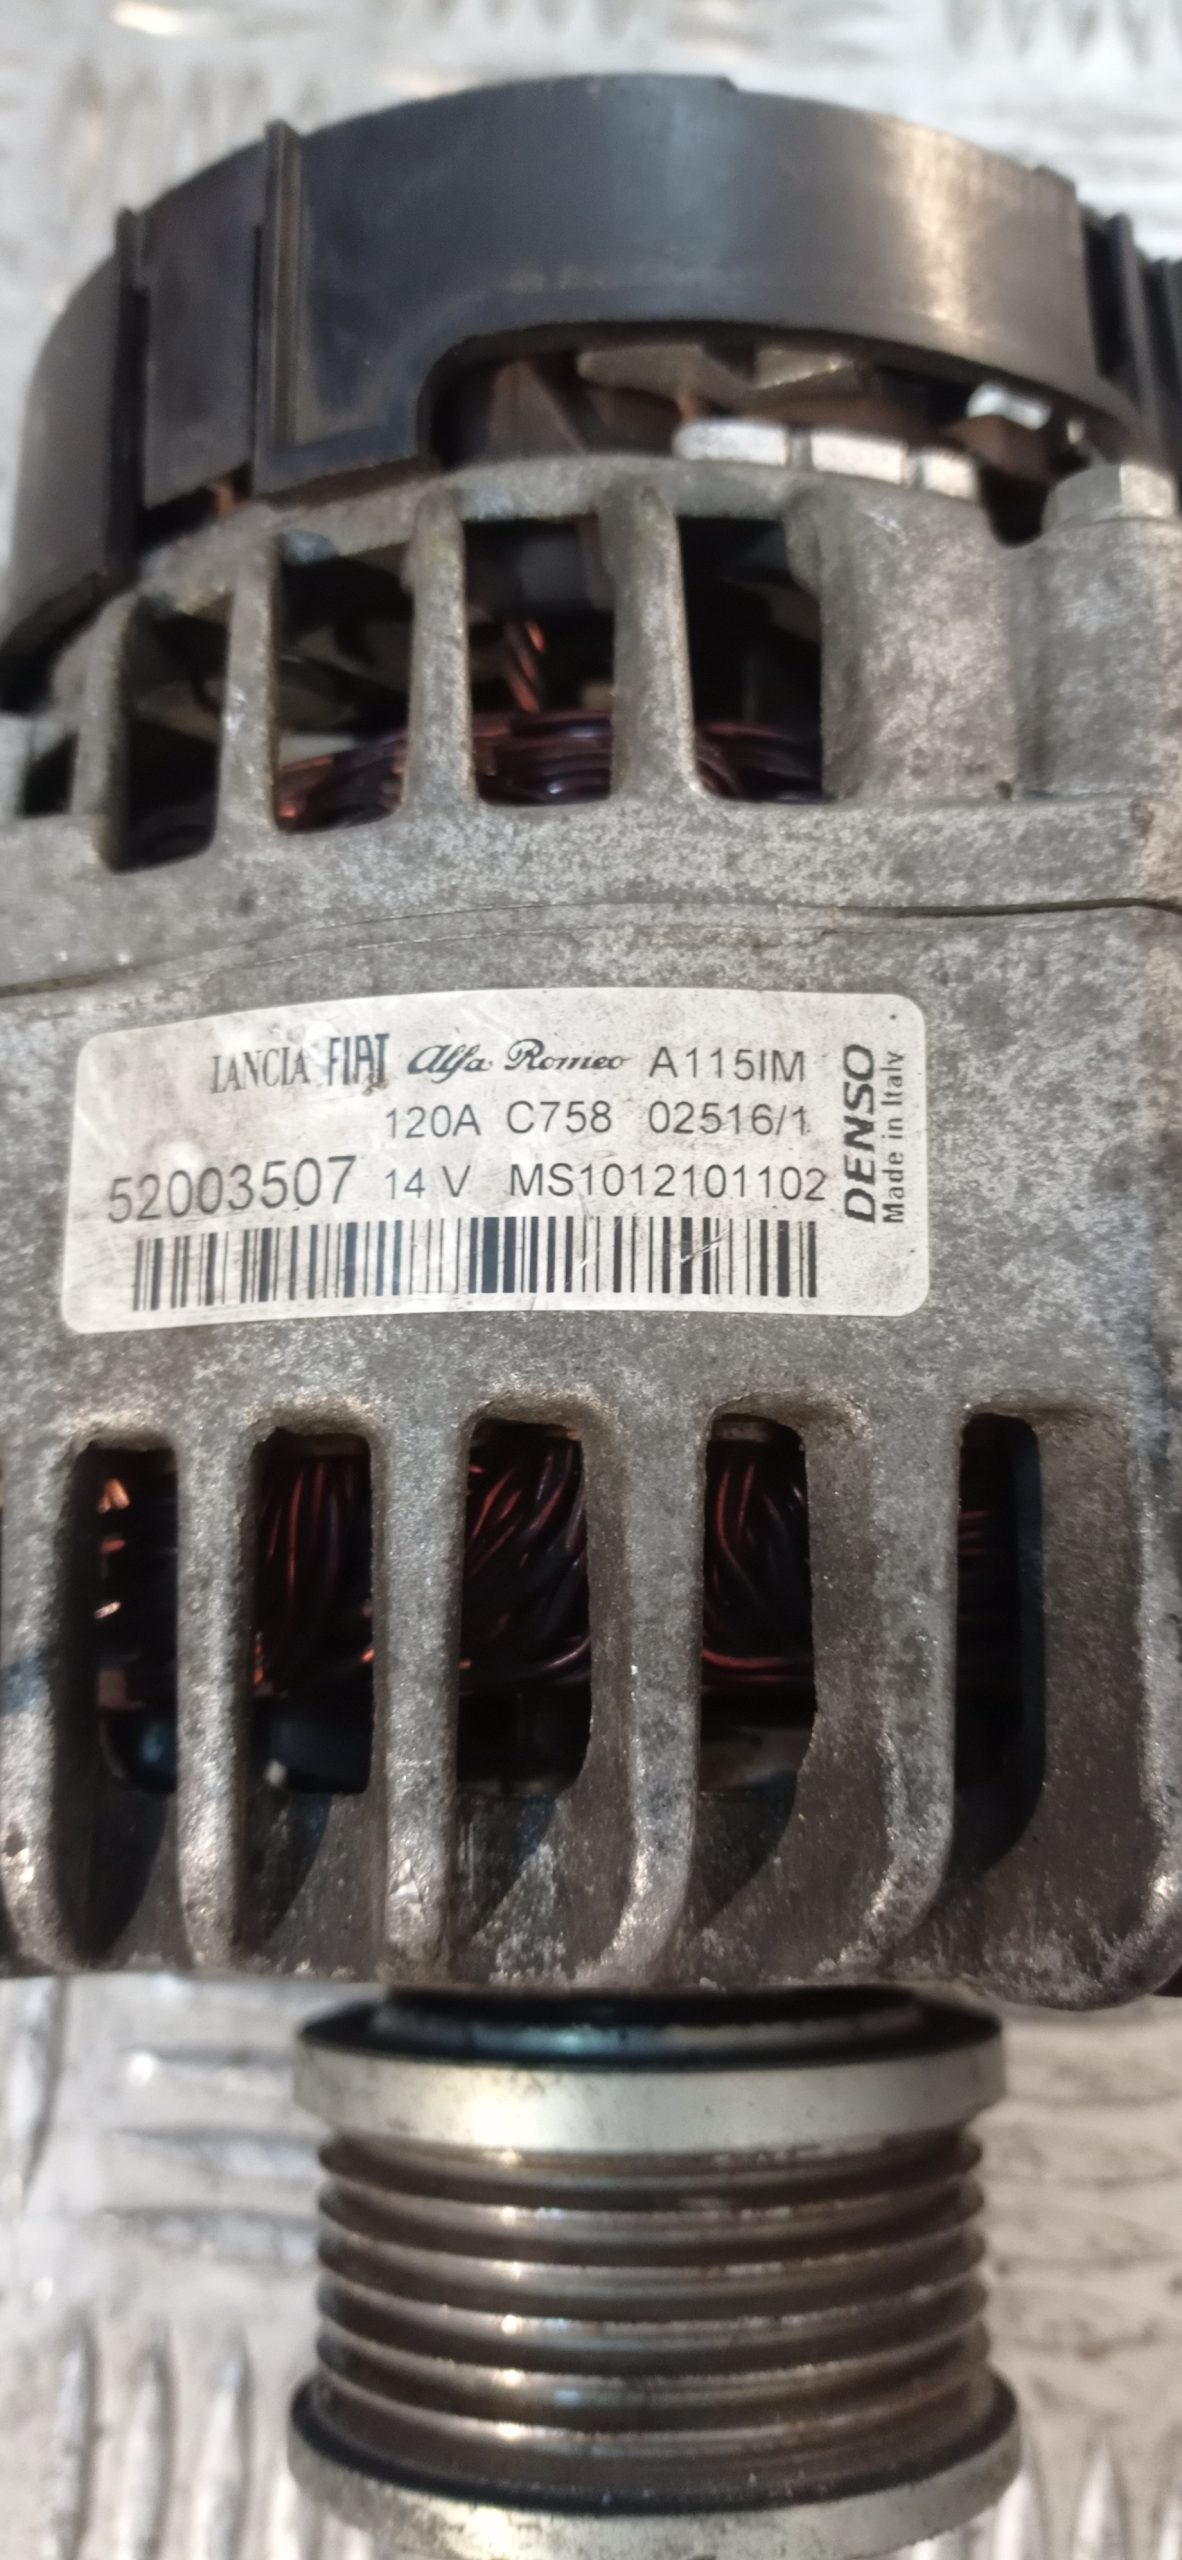 LANCIA FIAT Alfa Romeo A115IM
120A C758 02516/1
52003507 14 V MS1012101102
DENSO
Made in Italy